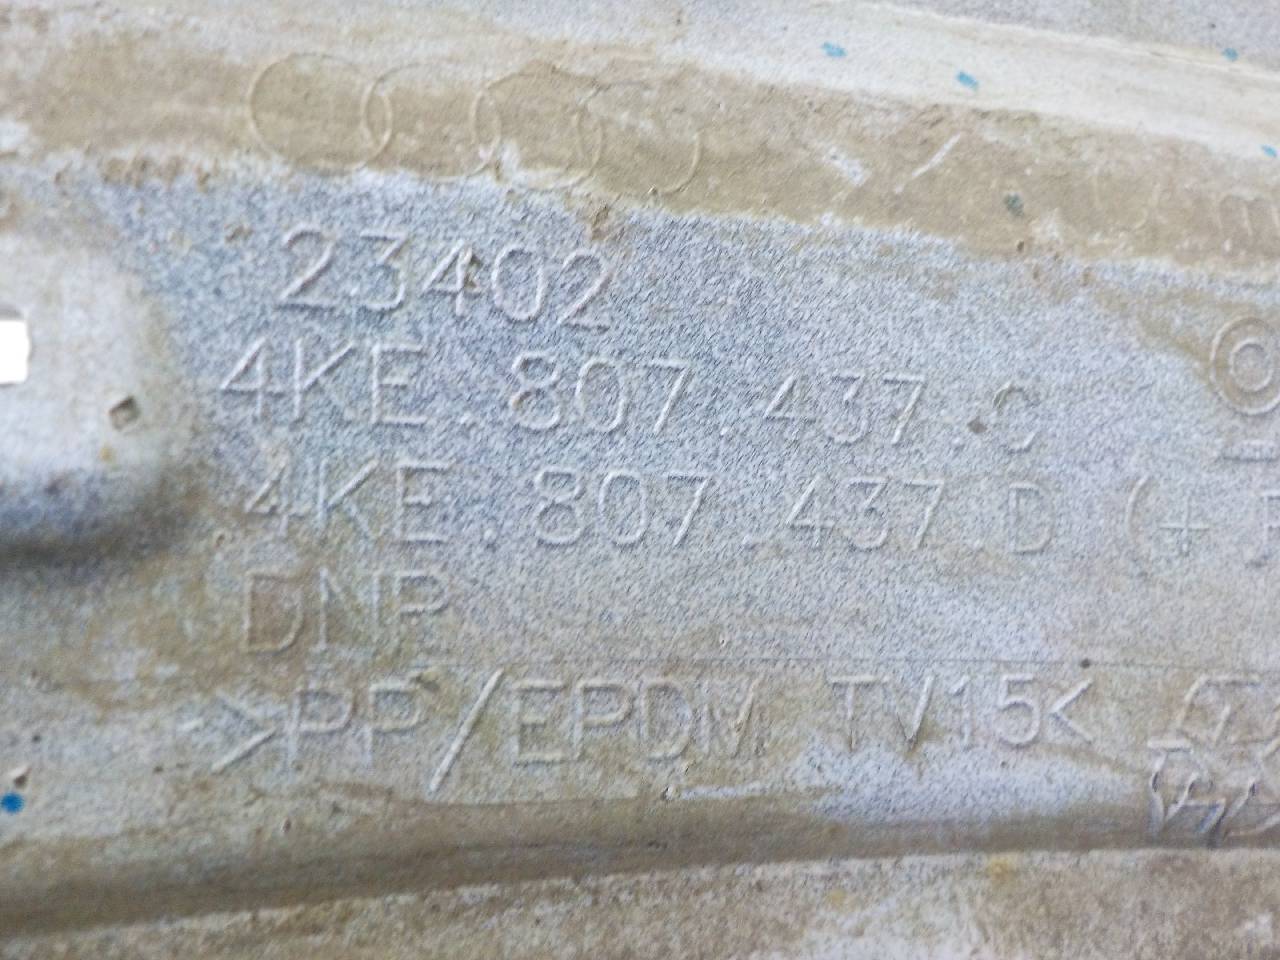 23402
4KE.807.437.C
4KE.807.437.D (+
DNP
>PP/EPDM TV15<